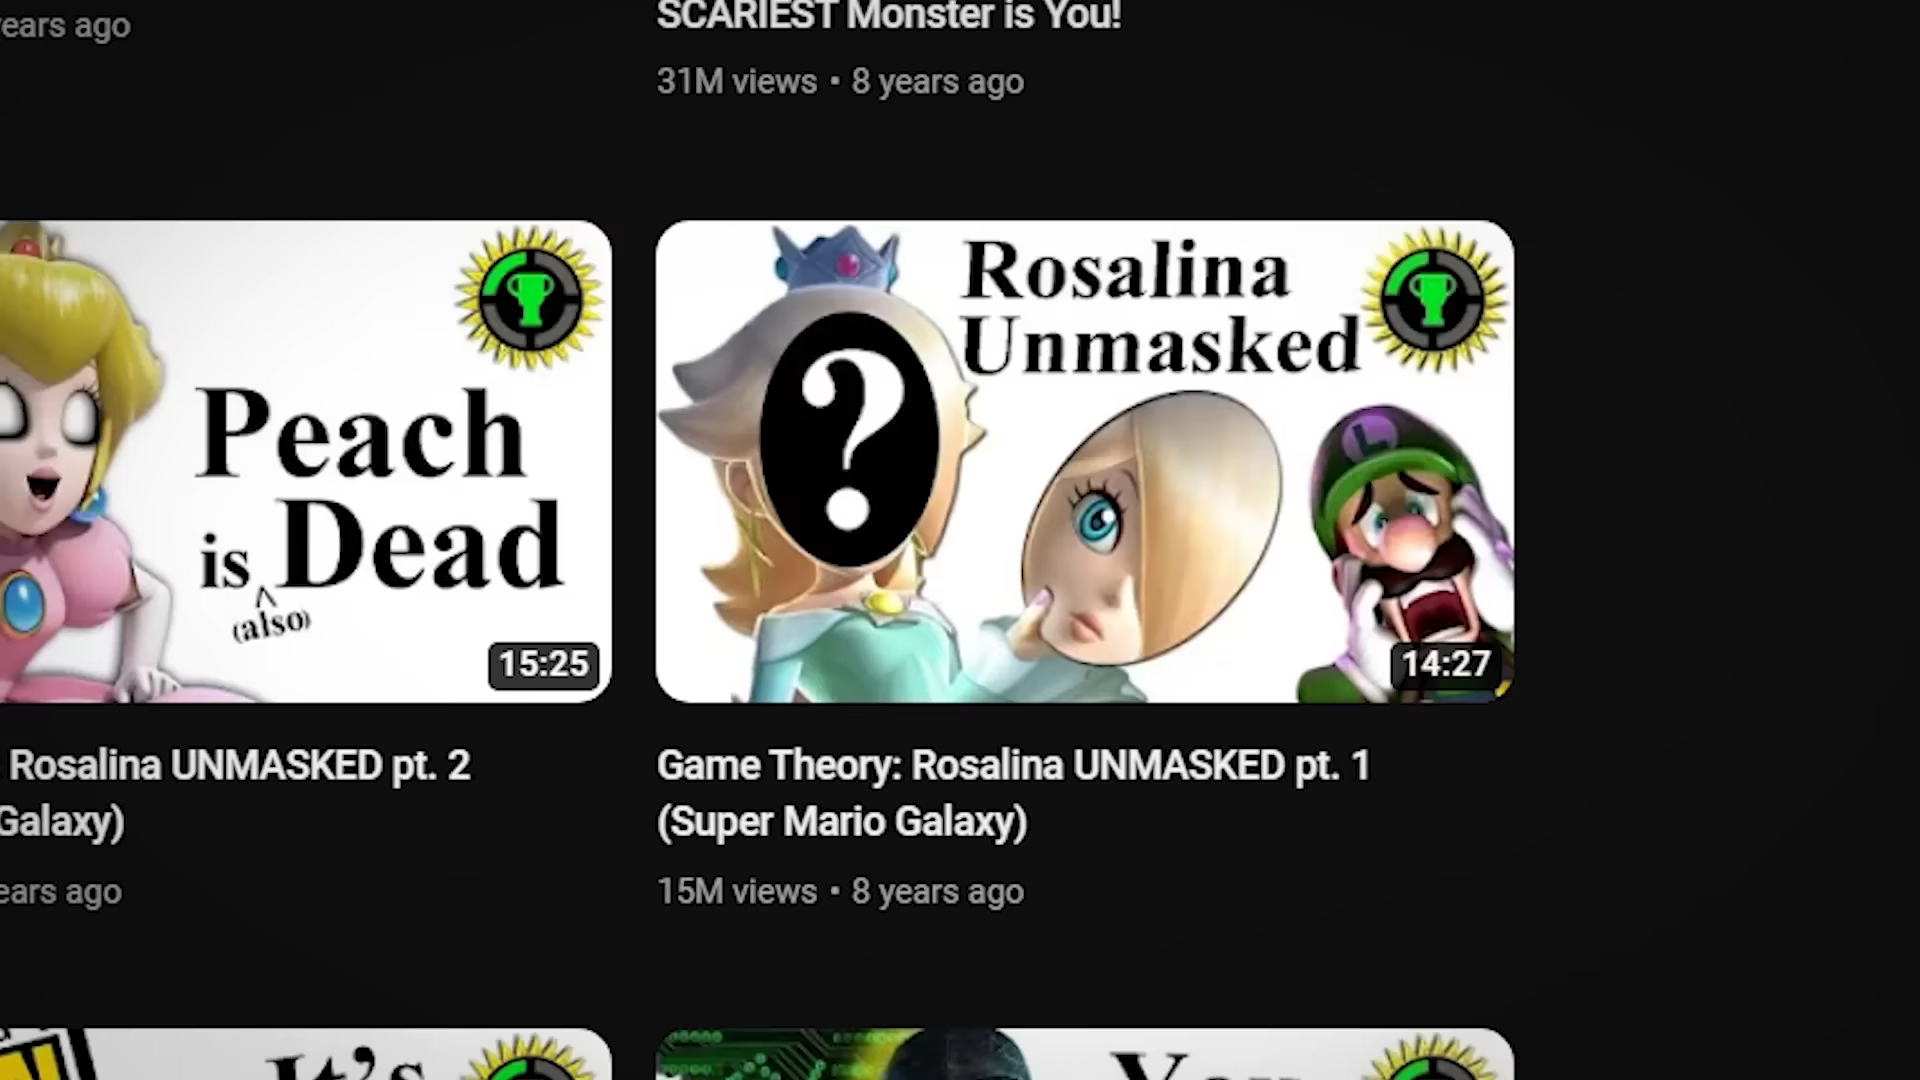 ears ago
SCARIEST Monster is You!
31M views • 8 years ago
Peach
is Dead
^
(also)
15:25
Rosalina
Unmasked
L
14:27
Rosalina UNMASKED pt. 2
Galaxy)
ears ago
Game Theory: Rosalina UNMASKED pt. 1
(Super Mario Galaxy)
15M views • 8 years ago
It's
You